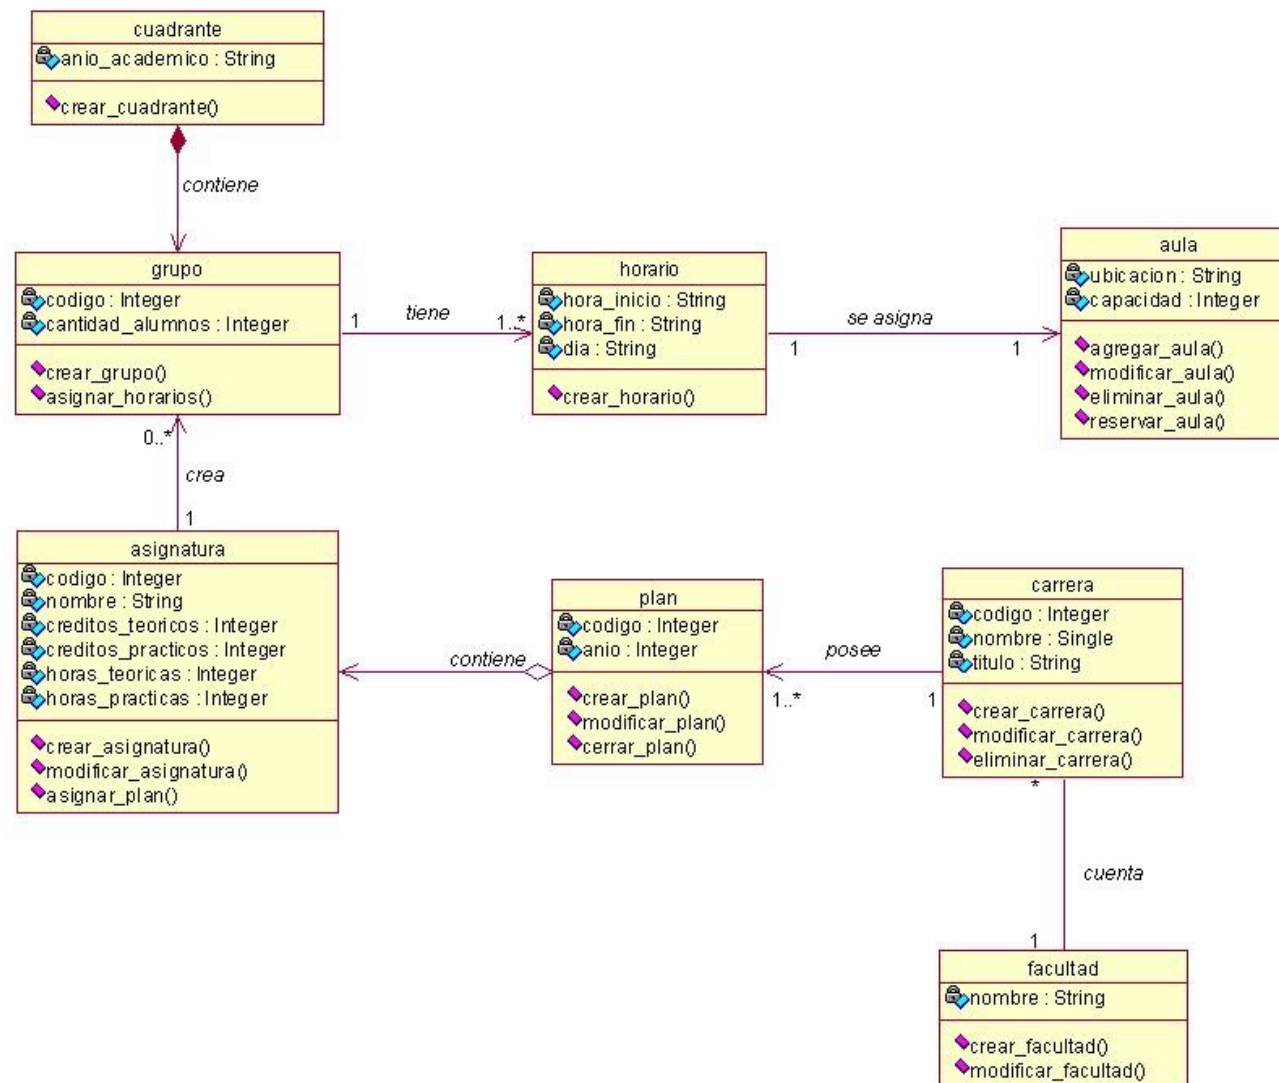 cuadrante
anio_academico : String
crear_cuadrante()
contiene
grupo
codigo : Integer
cantidad_alumnos : Integer
crear_grupo()
asignar_horarios()
1
tiene
1..*
horario
hora_inicio : String
hora_fin : String
dia : String
crear_horario()
se asigna
1
1
aula
ubicacion : String
capacidad : Integer
agregar_aula()
modificar_aula()
eliminar_aula()
reservar_aula()
0..*
crea
1
asignatura
codigo : Integer
nombre : String
creditos_teoricos : Integer
creditos_practicos : Integer
horas_teoricas : Integer
horas_practicas : Integer
crear_asignatura()
modificar_asignatura()
asignar_plan()
contiene
plan
codigo : Integer
anio : Integer
crear_plan()
modificar_plan()
cerrar_plan()
posee
1..*
1
carrera
codigo : Integer
nombre : Single
titulo : String
crear_carrera()
modificar_carrera()
eliminar_carrera()
*
cuenta
1
facultad
nombre : String
crear_facultad()
modificar_facultad()